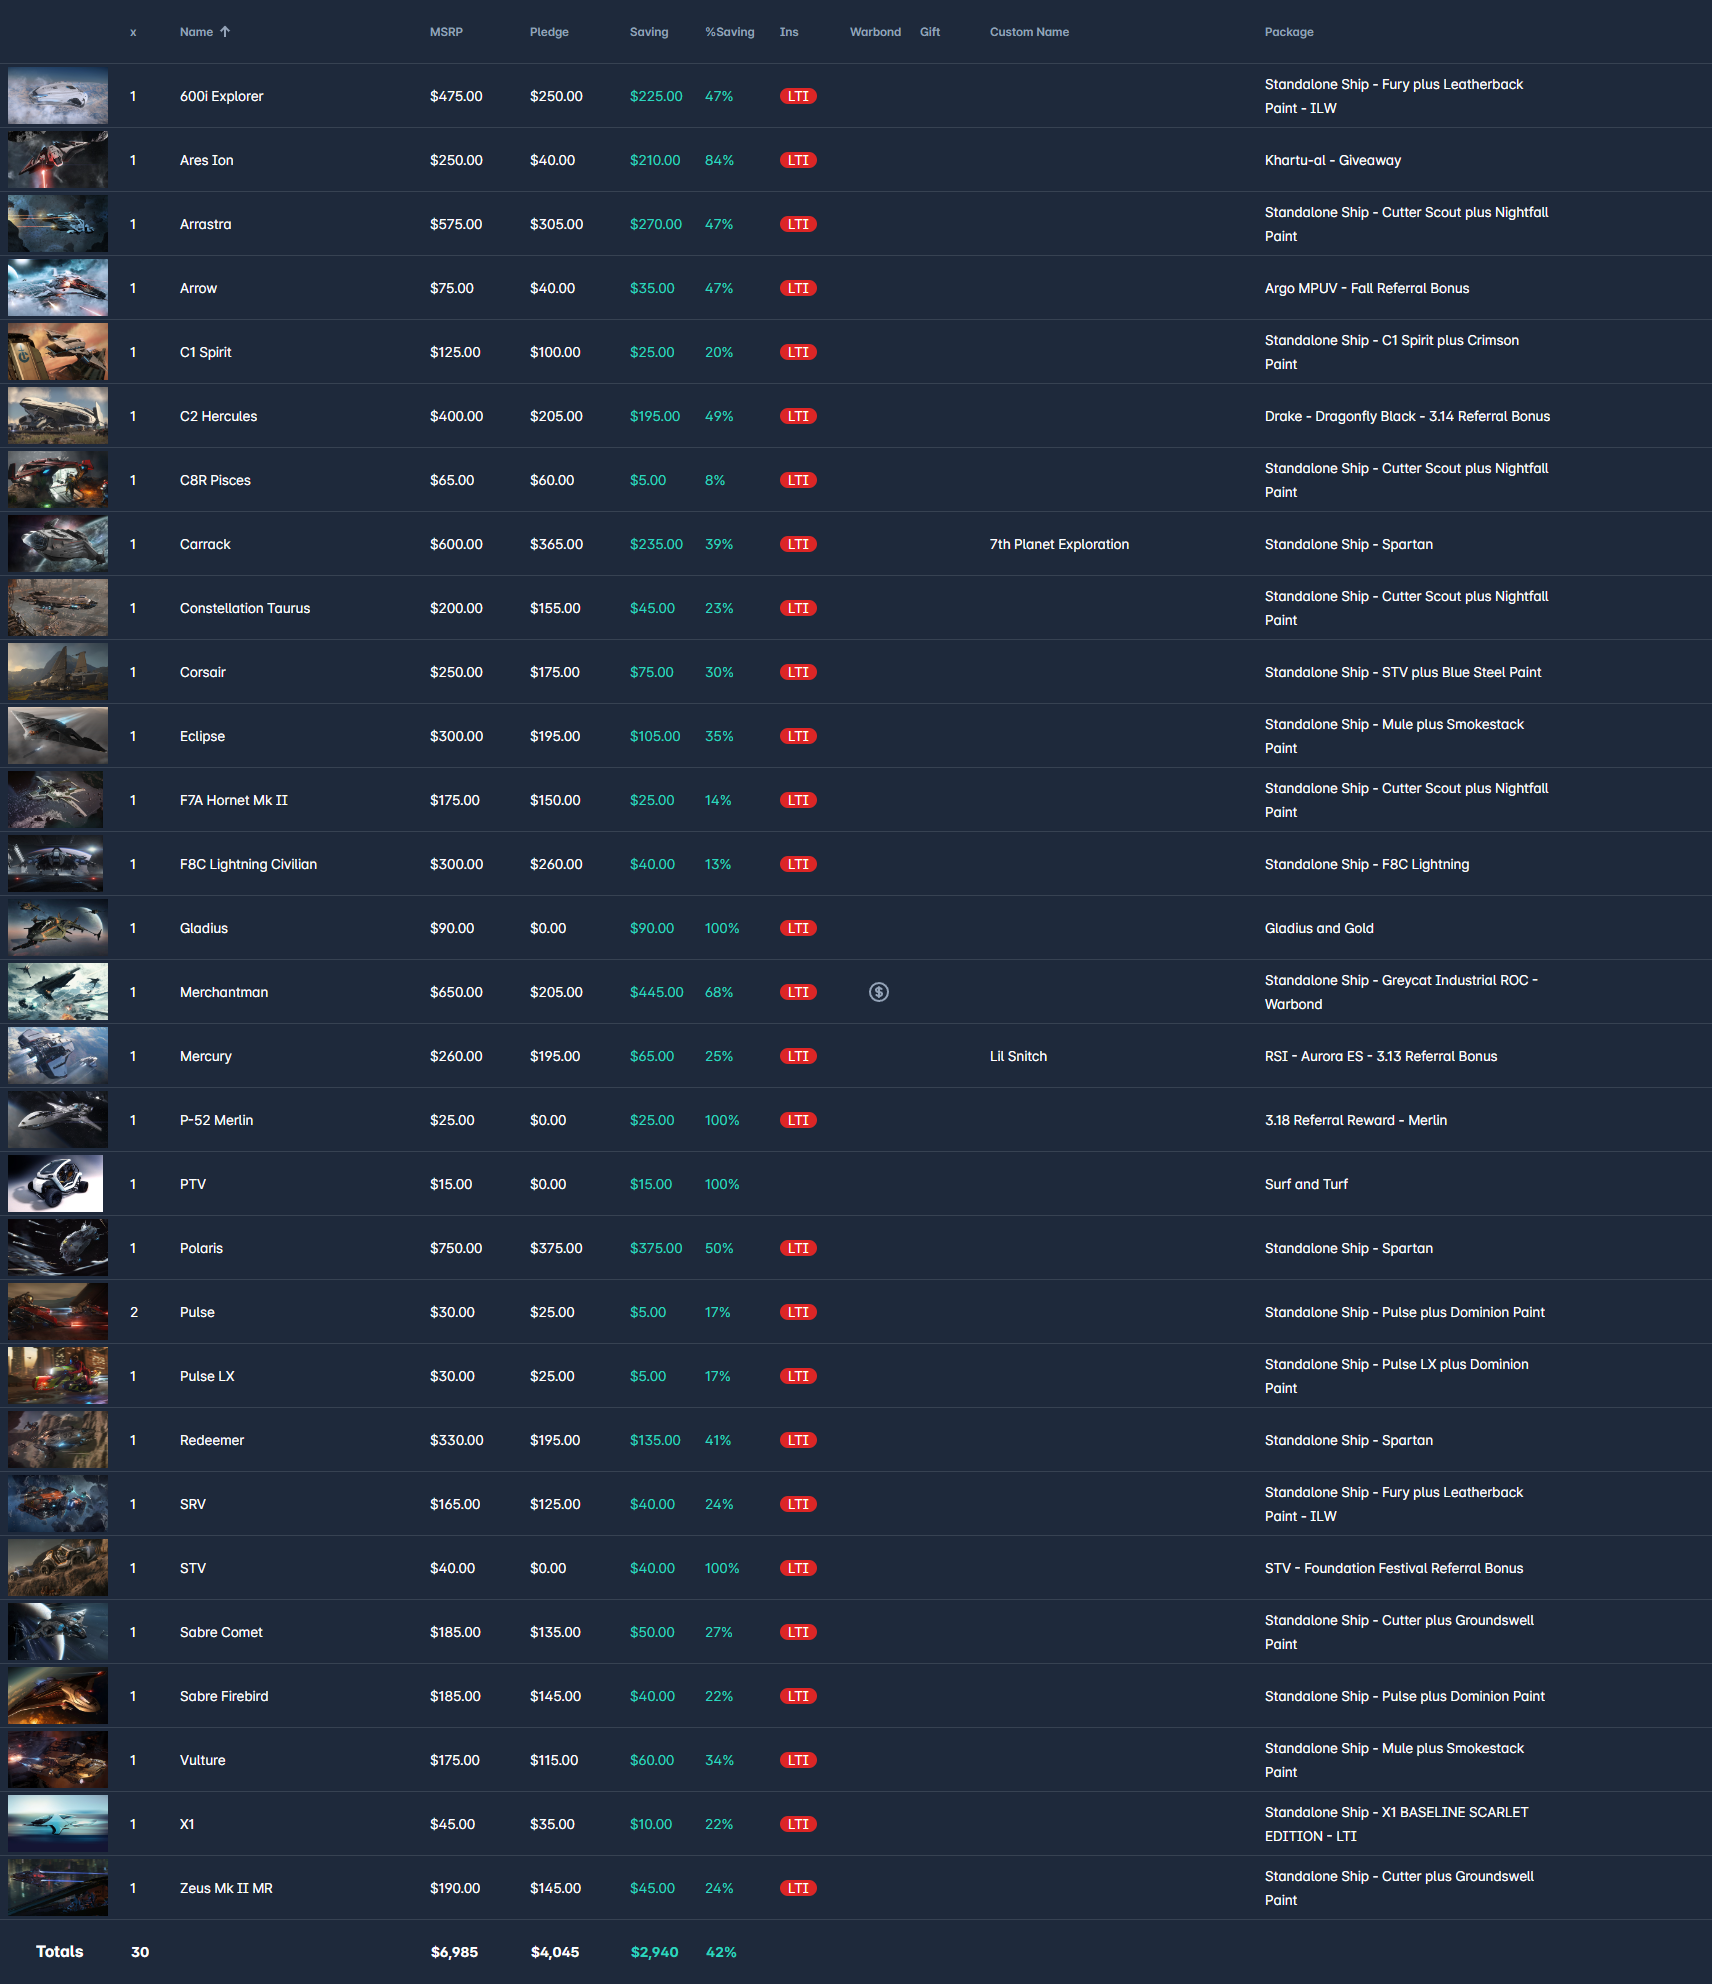 x Name ↑ MSRP Pledge Saving %Saving Ins Warbond Gift Custom Name Package
1 600i Explorer $475.00 $250.00 $225.00 47% LTI Standalone Ship - Fury plus Leatherback
Paint - ILW
1 Ares Ion $250.00 $40.00 $210.00 84% LTI Khartu-al - Giveaway
1 Arrastra $575.00 $305.00 $270.00 47% LTI Standalone Ship - Cutter Scout plus Nightfall
Paint
1 Arrow $75.00 $40.00 $35.00 47% LTI Argo MPUV - Fall Referral Bonus
1 C1 Spirit $125.00 $100.00 $25.00 20% LTI Standalone Ship - C1 Spirit plus Crimson
Paint
1 C2 Hercules $400.00 $205.00 $195.00 49% LTI Drake - Dragonfly Black - 3.14 Referral Bonus
1 C8R Pisces $65.00 $60.00 $5.00 8% LTI Standalone Ship - Cutter Scout plus Nightfall
Paint
1 Carrack $600.00 $365.00 $235.00 39% LTI 7th Planet Exploration Standalone Ship - Spartan
1 Constellation Taurus $200.00 $155.00 $45.00 23% LTI Standalone Ship - Cutter Scout plus Nightfall
Paint
1 Corsair $250.00 $175.00 $75.00 30% LTI Standalone Ship - STV plus Blue Steel Paint
1 Eclipse $300.00 $195.00 $105.00 35% LTI Standalone Ship - Mule plus Smokestack
Paint
1 F7A Hornet Mk II $175.00 $150.00 $25.00 14% LTI Standalone Ship - Cutter Scout plus Nightfall
Paint
1 F8C Lightning Civilian $300.00 $260.00 $40.00 13% LTI Standalone Ship - F8C Lightning
1 Gladius $90.00 $0.00 $90.00 100% LTI Gladius and Gold
1 Merchantman $650.00 $205.00 $445.00 68% LTI $ Standalone Ship - Greycat Industrial ROC -
Warbond
1 Mercury $260.00 $195.00 $65.00 25% LTI Lil Snitch RSI - Aurora ES - 3.13 Referral Bonus
1 P-52 Merlin $25.00 $0.00 $25.00 100% LTI 3.18 Referral Reward - Merlin
1 PTV $15.00 $0.00 $15.00 100% Surf and Turf
1 Polaris $750.00 $375.00 $375.00 50% LTI Standalone Ship - Spartan
2 Pulse $30.00 $25.00 $5.00 17% LTI Standalone Ship - Pulse plus Dominion Paint
1 Pulse LX $30.00 $25.00 $5.00 17% LTI Standalone Ship - Pulse LX plus Dominion
Paint
1 Redeemer $330.00 $195.00 $135.00 41% LTI Standalone Ship - Spartan
1 SRV $165.00 $125.00 $40.00 24% LTI Standalone Ship - Fury plus Leatherback
Paint - ILW
1 STV $40.00 $0.00 $40.00 100% LTI STV - Foundation Festival Referral Bonus
1 Sabre Comet $185.00 $135.00 $50.00 27% LTI Standalone Ship - Cutter plus Groundswell
Paint
1 Sabre Firebird $185.00 $145.00 $40.00 22% LTI Standalone Ship - Pulse plus Dominion Paint
1 Vulture $175.00 $115.00 $60.00 34% LTI Standalone Ship - Mule plus Smokestack
Paint
1 X1 $45.00 $35.00 $10.00 22% LTI Standalone Ship - X1 BASELINE SCARLET
EDITION - LTI
1 Zeus Mk II MR $190.00 $145.00 $45.00 24% LTI Standalone Ship - Cutter plus Groundswell
Paint
Totals 30 $6,985 $4,045 $2,940 42%